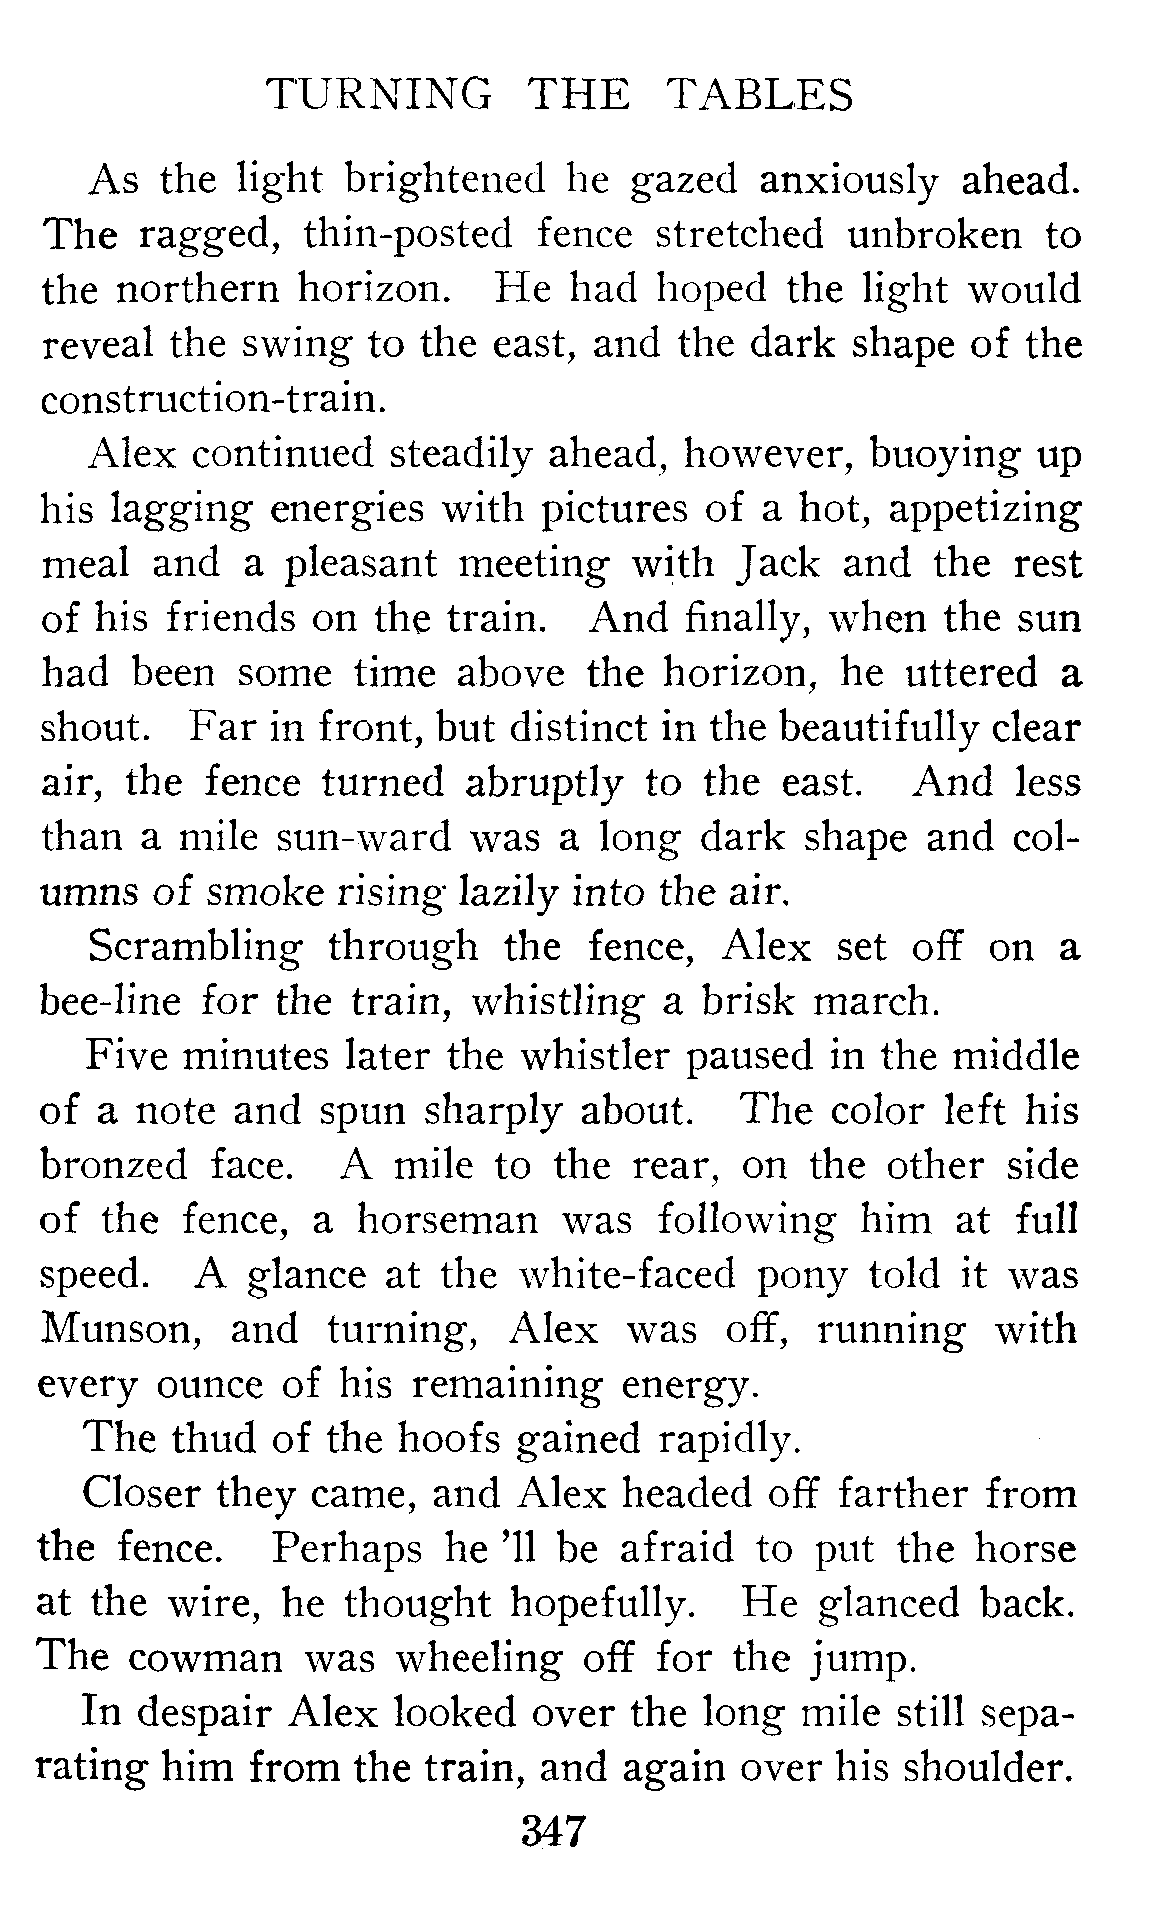 TURNING THE TABLES
As the light brightened he gazed anxiously ahead.
The ragged, thin-posted fence stretched unbroken to
the northern horizon. He had hoped the light would
reveal the swing to the east, and the dark shape of the
construction-train.
Alex continued steadily ahead, however, buoying up
his lagging energies with pictures of a hot, appetizing
meal and a pleasant meeting with Jack and the rest
of his friends on the train. And finally, when the sun
had been some time above the horizon, he uttered a
shout. Far in front, but distinct in the beautifully clear
air, the fence turned abruptly to the east. And less
than a mile sun-ward was a long dark shape and col-
umns of smoke rising lazily into the air.
Scrambling through the fence, Alex set off on a
bee-line for the train, whistling a brisk march.
Five minutes later the whistler paused in the middle
of a note and spun sharply about. The color left his
bronzed face. A mile to the rear, on the other side
of the fence, a horseman was following him at full
speed. A glance at the white-faced pony told it was
Munson, and turning, Alex was off, running with
every ounce of his remaining energy.
The thud of the hoofs gained rapidly.
Closer they came, and Alex headed off farther from
the fence. Perhaps he 'll be afraid to put the horse
at the wire, he thought hopefully. He glanced back.
The cowman was wheeling off for the jump.
In despair Alex looked over the long mile still sepa-
rating him from the train, and again over his shoulder.
347